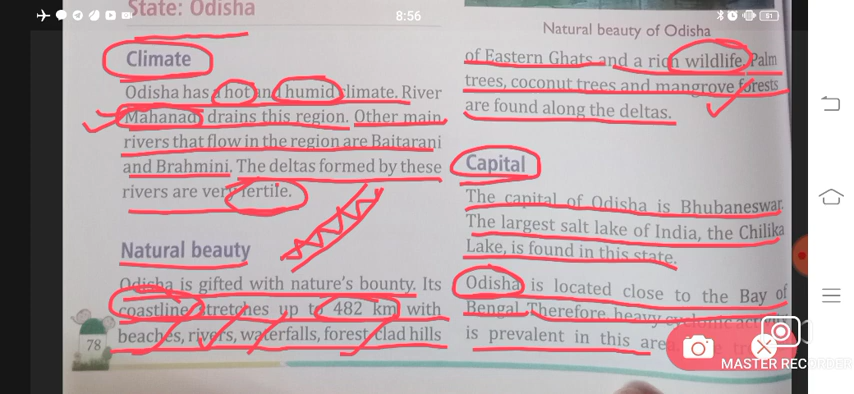 State: Odisha
8:56
51
Climate
Odisha has a hot and humid climate. River
Mahanadi drains this region. Other main
rivers that flow in the region are Baitarani
and Brahmini. The deltas formed by these
rivers are very fertile.
Natural beauty
Odisha is gifted with nature's bounty. Its
coastline stretches up to 482 km with
beaches, rivers, waterfalls, forest clad hills
78
Natural beauty of Odisha
of Eastern Ghats and a rich wildlife. Palm
trees, coconut trees and mangrove forests
are found along the deltas.
Capital
The capital of Odisha is Bhubaneswar.
The largest salt lake of India, the Chilika
Lake, is found in this state.
Odisha is located close to the Bay of
Bengal. Therefore, heavy cyclonic
is prevalent in this
MASTER RECORDER